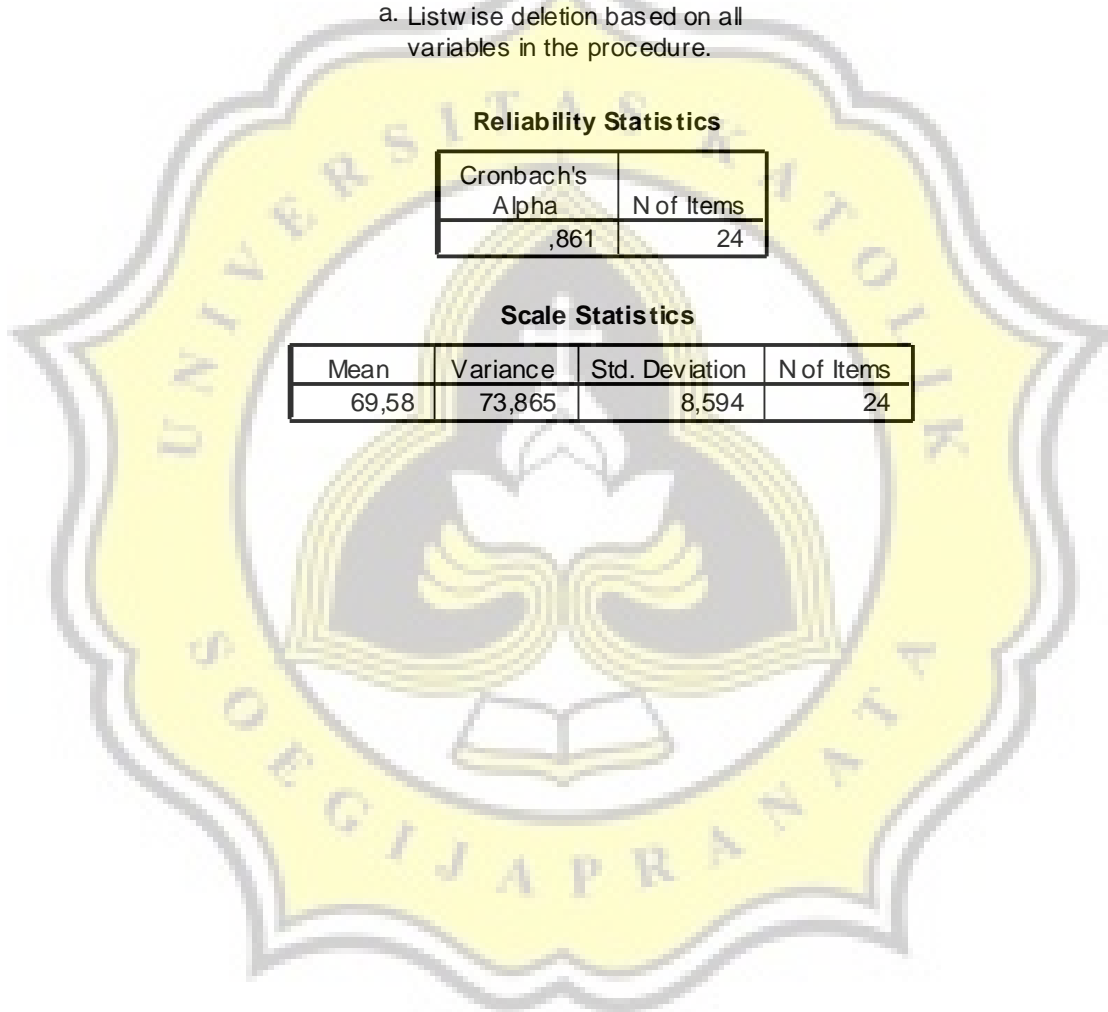 a. Listwise deletion based on all
variables in the procedure.
Reliability Statistics
Cronbach's
Alpha N of Items
,861 24
Scale Statistics
Mean Variance Std. Deviation N of Items
69,58 73,865 8,594 24
UNIVERSITAS KATOLIK
SOEGIJAPRANATA